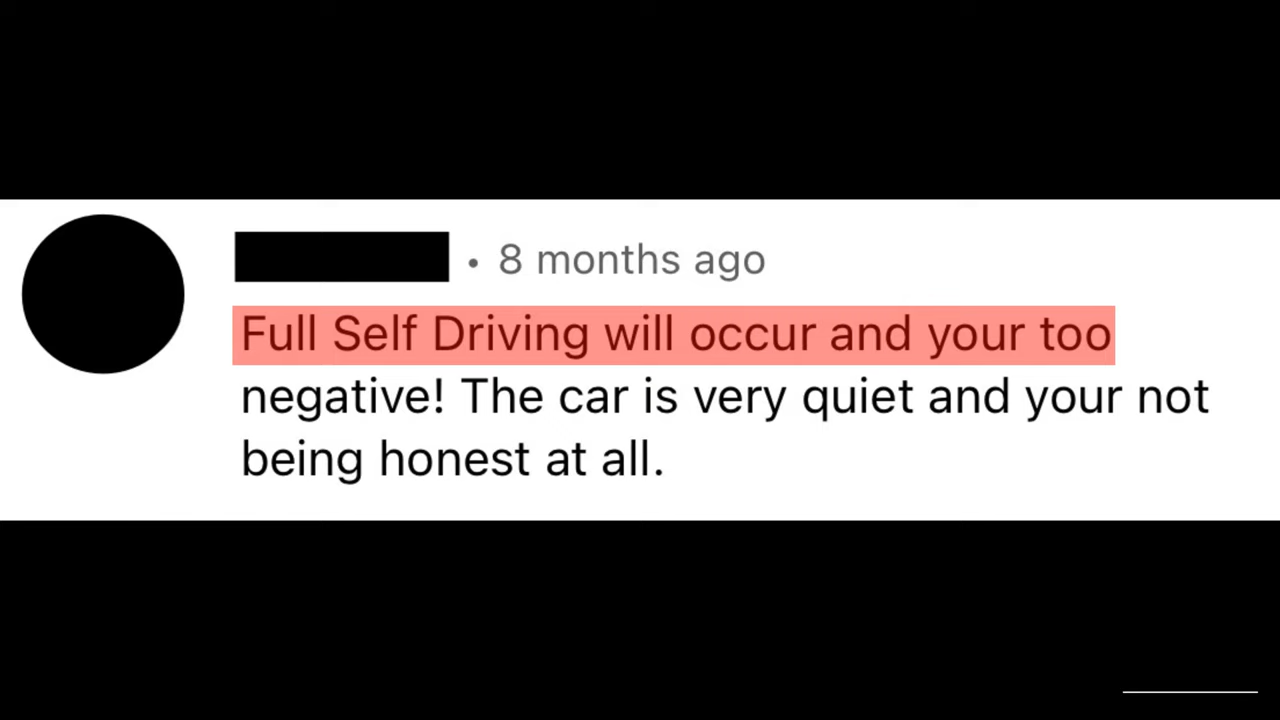 • 8 months ago
Full Self Driving will occur and your too
negative! The car is very quiet and your not
being honest at all.